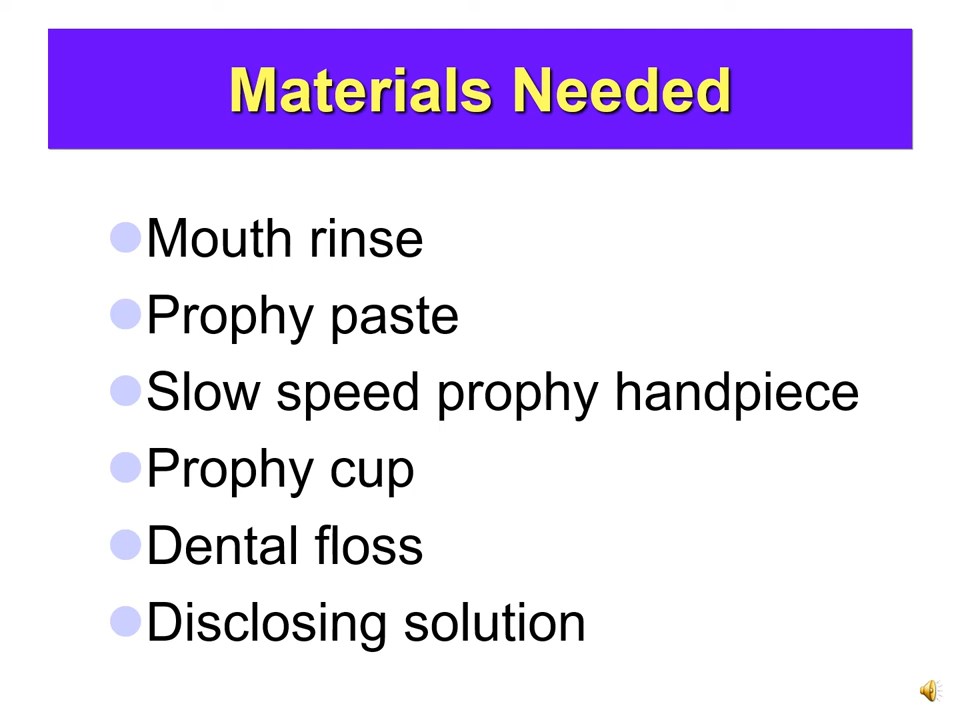 Materials Needed
Mouth rinse
Prophy paste
Slow speed prophy handpiece
Prophy cup
Dental floss
Disclosing solution